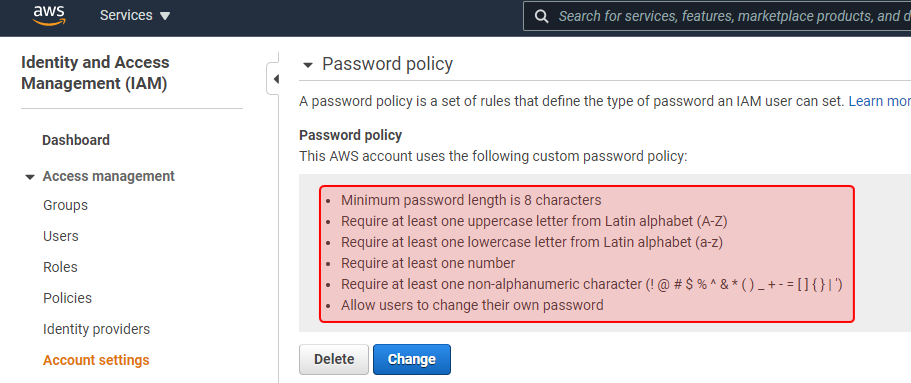 aws
Services ▼
Search for services, features, marketplace products, and d
Identity and Access
Management (IAM)
Dashboard
Access management
Groups
Users
Roles
Policies
Identity providers
Account settings
Password policy
A password policy is a set of rules that define the type of password an IAM user can set. Learn mor
Password policy
This AWS account uses the following custom password policy:
• Minimum password length is 8 characters
• Require at least one uppercase letter from Latin alphabet (A-Z)
• Require at least one lowercase letter from Latin alphabet (a-z)
• Require at least one number
• Require at least one non-alphanumeric character (! @ # $ % ^ & * ( ) _ + - = [ ] { } | ')
• Allow users to change their own password
Delete
Change